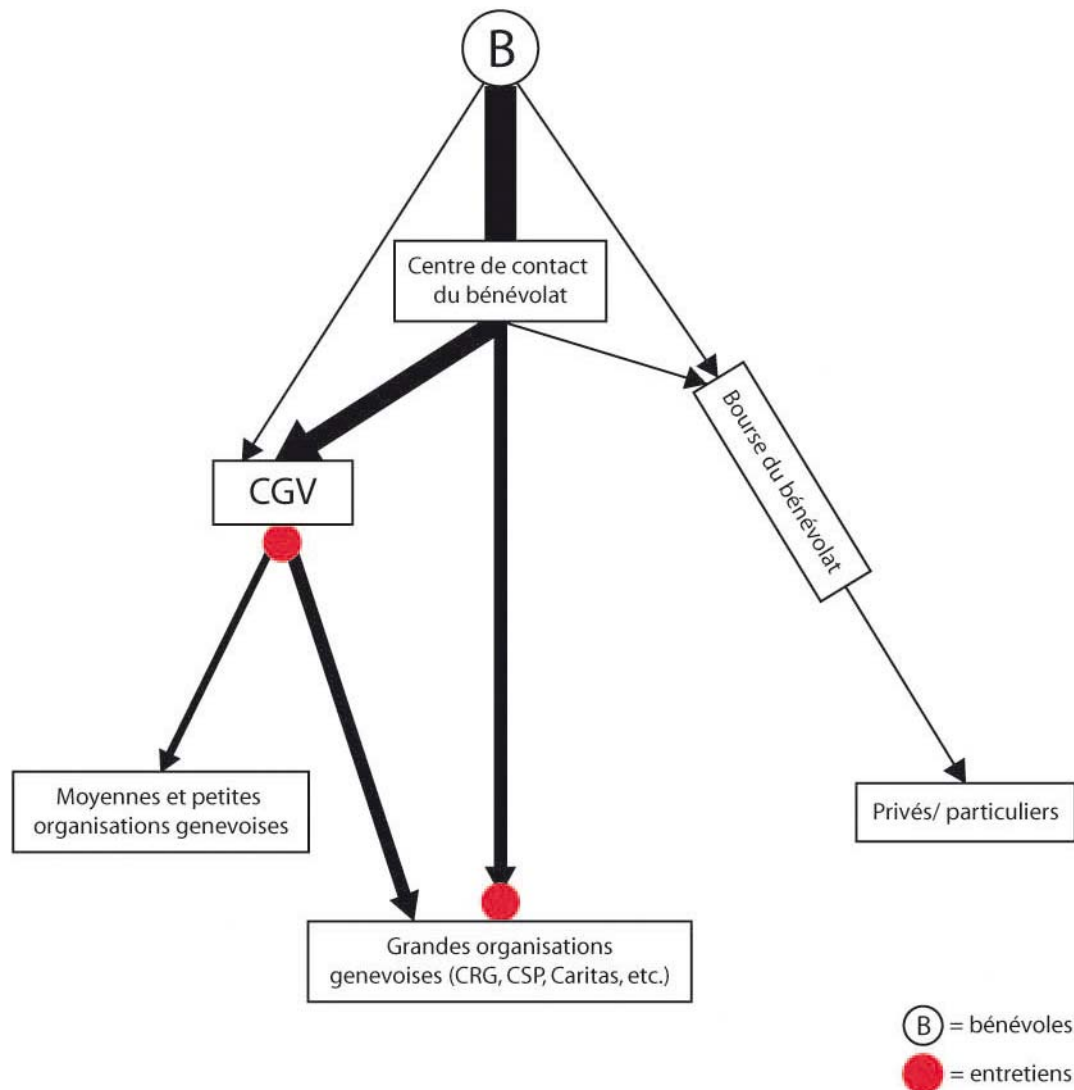 B
Centre de contact
du bénévolat
Bourse du bénévolat
CGV
Moyennes et petites
organisations genevoises
Privés/ particuliers
Grandes organisations
genevoises (CRG, CSP, Caritas, etc.)
B = bénévoles
= entretiens